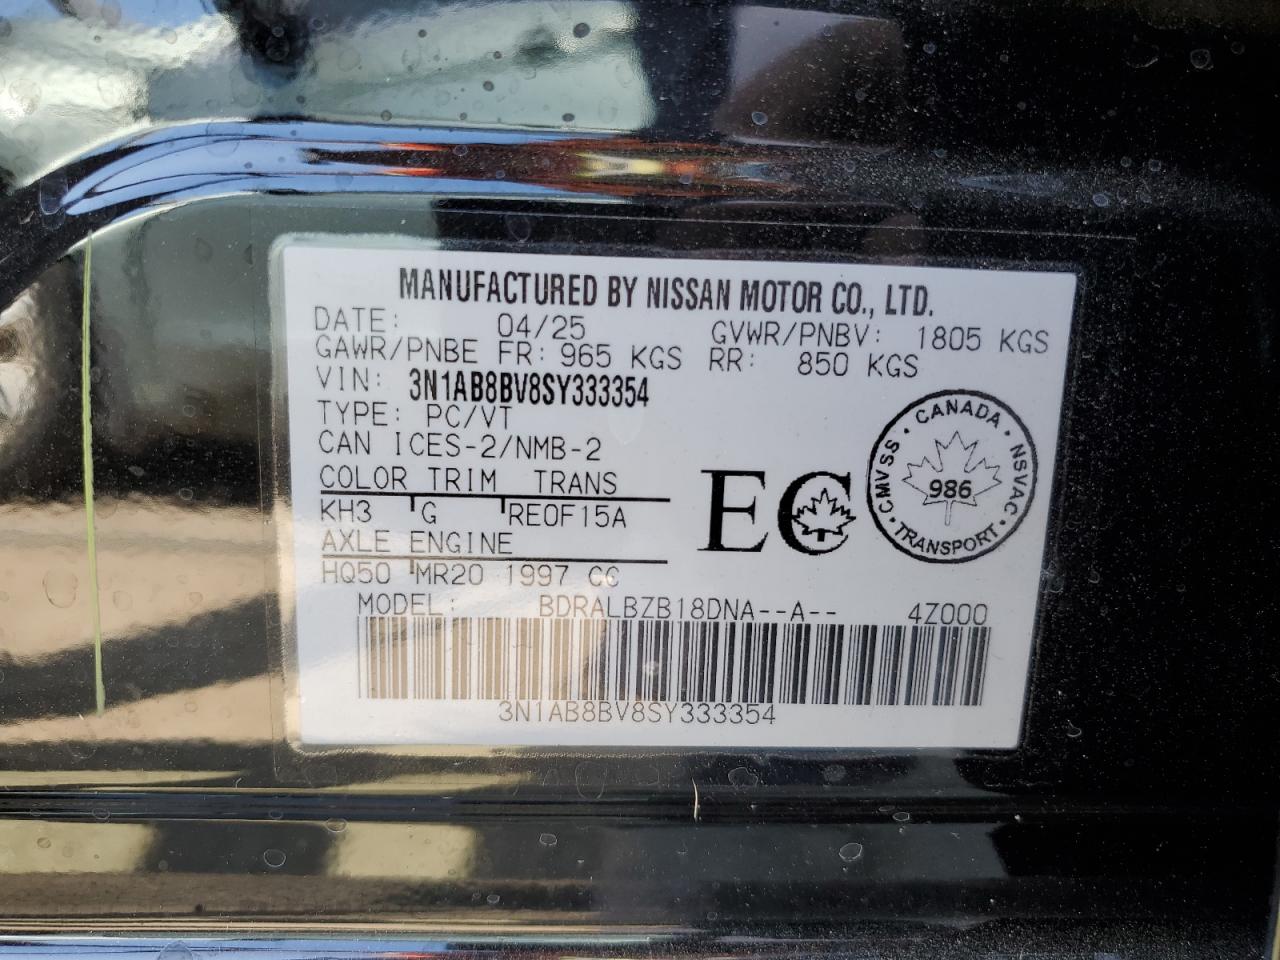 MANUFACTURED BY NISSAN MOTOR CO., LTD.
DATE: 04/25 GVWR/PNBV: 1805 KGS
GAWR/PNBE FR: 965 KGS RR: 850 KGS
VIN: 3N1AB8BV8SY333354
TYPE: PC/VT
CAN ICES-2/NMB-2
COLOR TRIM TRANS
KH3 G RE0F15A
AXLE ENGINE
HQ50 MR20 1997 CC
EC
CMVSS · CANADA · NSVAC · TRANSPORT ·
986
MODEL: BDRALBZB18DNA--A-- 4Z000
3N1AB8BV8SY333354